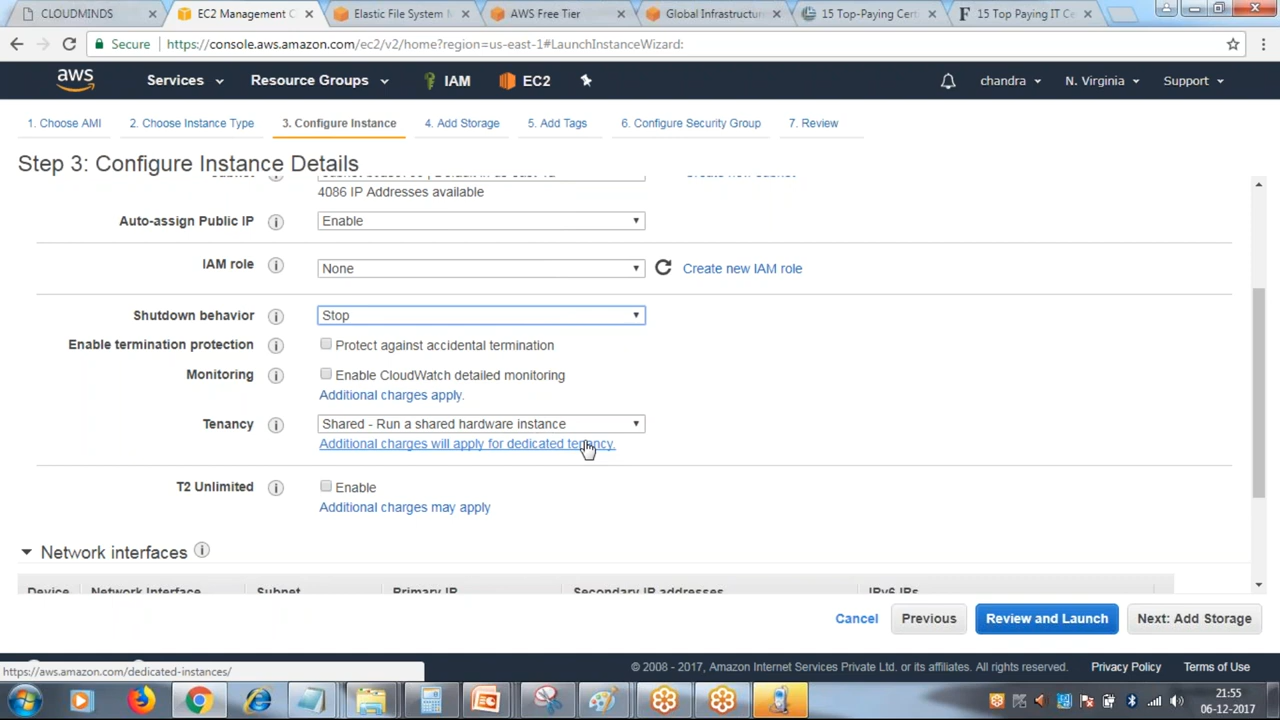 CLOUDMINDS
EC2 Management C
Elastic File System
AWS Free Tier
Global Infrastructure
15 Top-Paying Cert
15 Top Paying IT Ce
Secure
https://console.aws.amazon.com/ec2/v2/home?region=us-east-1#LaunchInstanceWizard:
aws
Services
Resource Groups
IAM
EC2
chandra
N. Virginia
Support
1. Choose AMI
2. Choose Instance Type
3. Configure Instance
4. Add Storage
5. Add Tags
6. Configure Security Group
7. Review
Step 3: Configure Instance Details
4086 IP Addresses available
Auto-assign Public IP
Enable
IAM role
None
Create new IAM role
Shutdown behavior
Stop
Enable termination protection
Protect against accidental termination
Monitoring
Enable CloudWatch detailed monitoring
Additional charges apply.
Tenancy
Shared - Run a shared hardware instance
Additional charges will apply for dedicated tenancy.
T2 Unlimited
Enable
Additional charges may apply
Network interfaces
Device
Network Interface
Subnet
Primary IP
Secondary IP addresses
IPv6 IPs
Cancel
Previous
Review and Launch
Next: Add Storage
https://aws.amazon.com/dedicated-instances/
© 2008 - 2017, Amazon Internet Services Private Ltd. or its affiliates. All rights reserved.
Privacy Policy
Terms of Use
21:55
06-12-2017